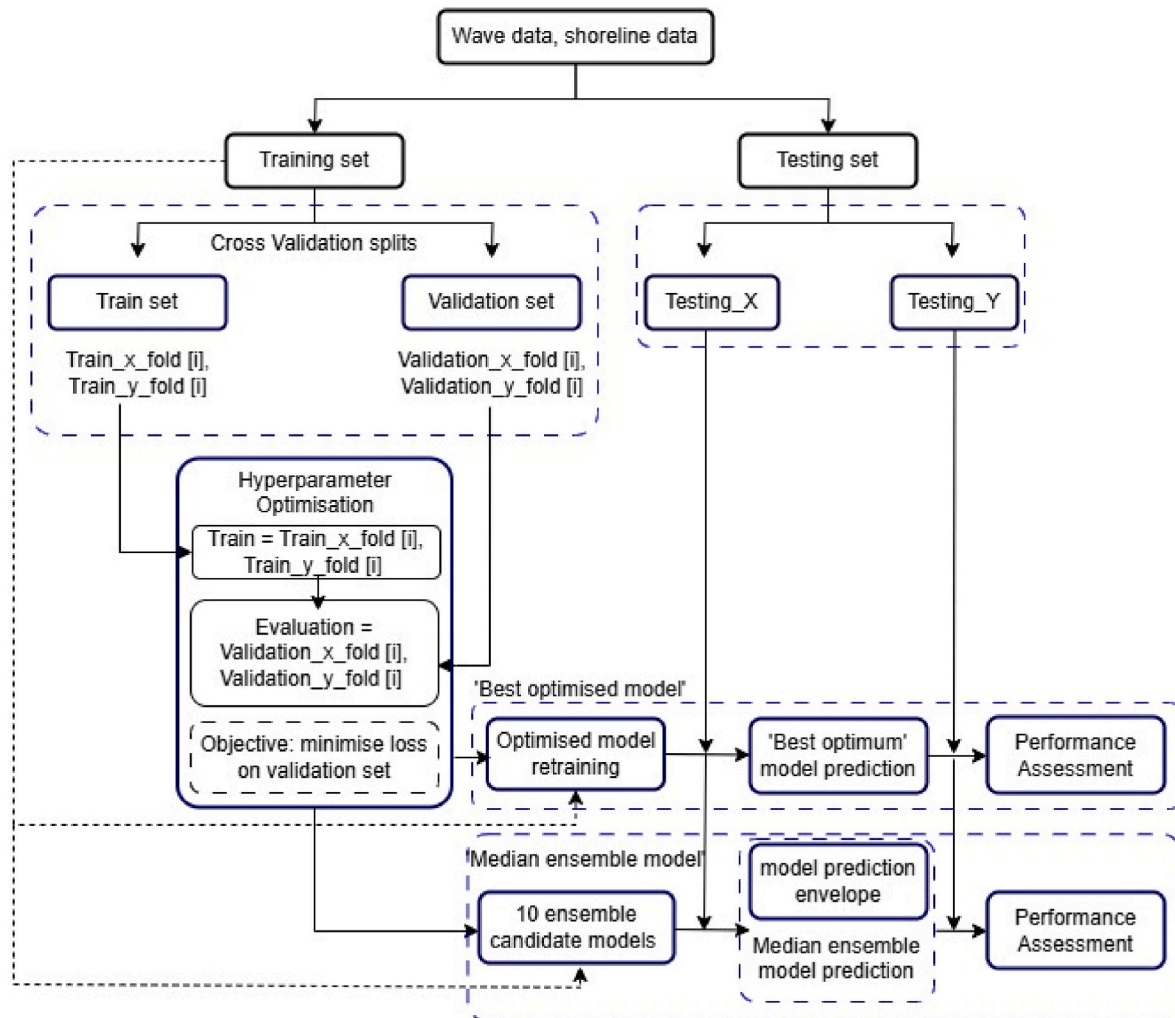 Wave data, shoreline data
Training set
Testing set
Cross Validation splits
Train set
Validation set
Testing_X
Testing_Y
Train_x_fold [i],
Train_y_fold [i]
Validation_x_fold [i],
Validation_y_fold [i]
Hyperparameter
Optimisation
Train = Train_x_fold [i],
Train_y_fold [i]
Evaluation =
Validation_x_fold [i],
Validation_y_fold [i]
Objective: minimise loss
on validation set
'Best optimised model'
Optimised model
retraining
'Best optimum'
model prediction
Performance
Assessment
'Median ensemble model'
10 ensemble
candidate models
model prediction
envelope
Median ensemble
model prediction
Performance
Assessment